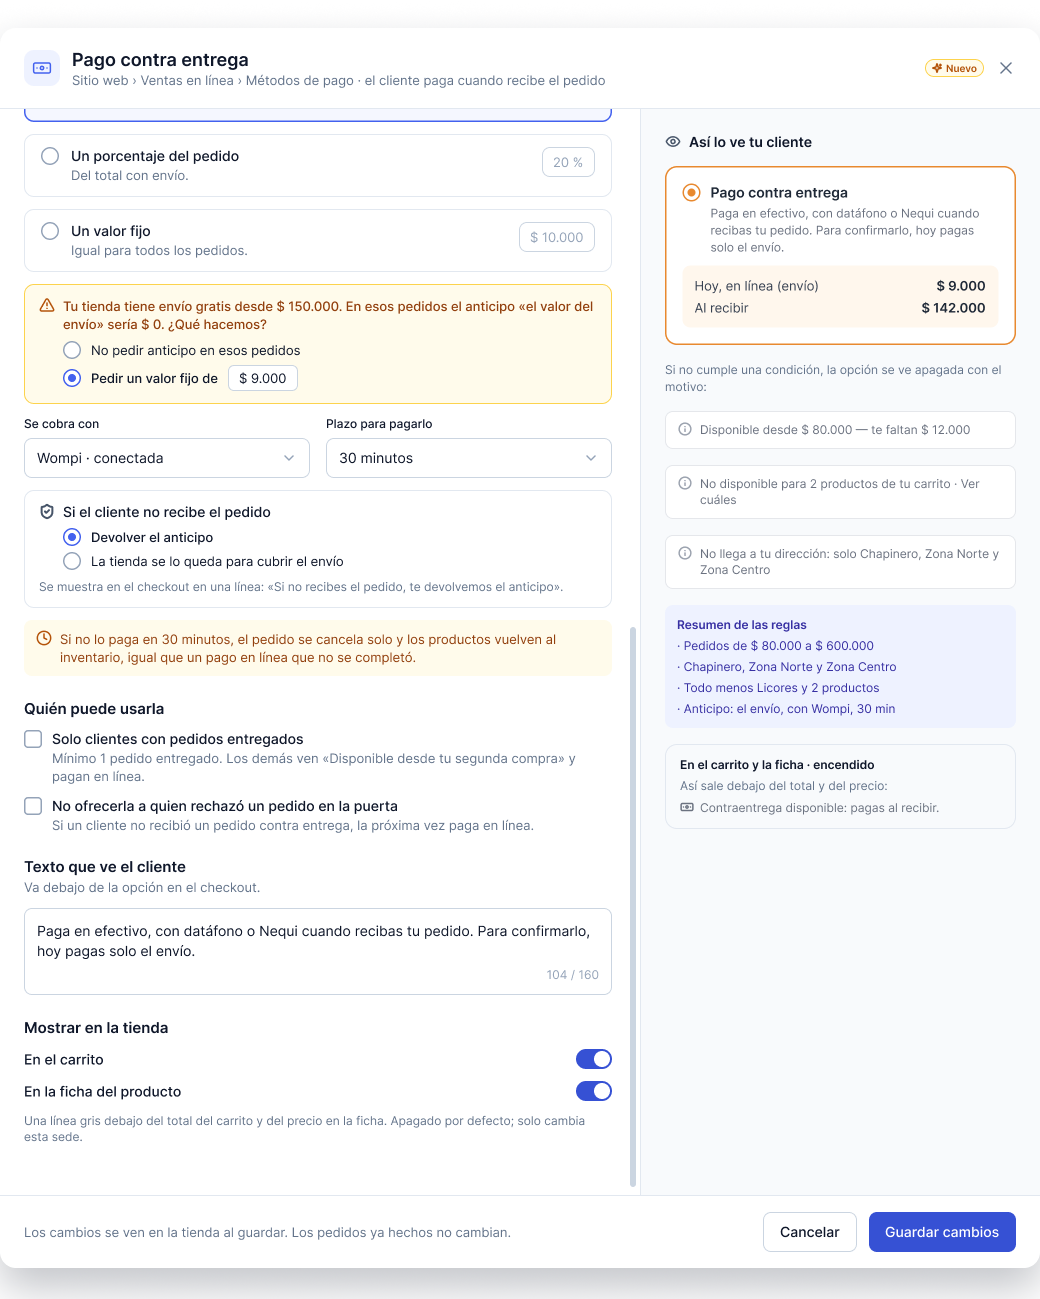 Pago contra entrega
Sitio web › Ventas en línea › Métodos de pago · el cliente paga cuando recibe el pedido
Nuevo
Un porcentaje del pedido
Del total con envío.
20 %
Un valor fijo
Igual para todos los pedidos.
$ 10.000
Tu tienda tiene envío gratis desde $ 150.000. En esos pedidos el anticipo «el valor del
envío» sería $ 0. ¿Qué hacemos?
No pedir anticipo en esos pedidos
Pedir un valor fijo de
$ 9.000
Se cobra con
Plazo para pagarlo
Wompi · conectada
30 minutos
Si el cliente no recibe el pedido
Devolver el anticipo
La tienda se lo queda para cubrir el envío
Se muestra en el checkout en una línea: «Si no recibes el pedido, te devolvemos el anticipo».
Si no lo paga en 30 minutos, el pedido se cancela solo y los productos vuelven al
inventario, igual que un pago en línea que no se completó.
Quién puede usarla
Solo clientes con pedidos entregados
Mínimo 1 pedido entregado. Los demás ven «Disponible desde tu segunda compra» y
pagan en línea.
No ofrecerla a quien rechazó un pedido en la puerta
Si un cliente no recibió un pedido contra entrega, la próxima vez paga en línea.
Texto que ve el cliente
Va debajo de la opción en el checkout.
Paga en efectivo, con datáfono o Nequi cuando recibas tu pedido. Para confirmarlo,
hoy pagas solo el envío.
104 / 160
Mostrar en la tienda
En el carrito
En la ficha del producto
Una línea gris debajo del total del carrito y del precio en la ficha. Apagado por defecto; solo cambia
esta sede.
Así lo ve tu cliente
Pago contra entrega
Paga en efectivo, con datáfono o Nequi cuando
recibas tu pedido. Para confirmarlo, hoy pagas
solo el envío.
Hoy, en línea (envío)
$ 9.000
Al recibir
$ 142.000
Si no cumple una condición, la opción se ve apagada con el
motivo:
Disponible desde $ 80.000 — te faltan $ 12.000
No disponible para 2 productos de tu carrito · Ver
cuáles
No llega a tu dirección: solo Chapinero, Zona Norte y
Zona Centro
Resumen de las reglas
· Pedidos de $ 80.000 a $ 600.000
· Chapinero, Zona Norte y Zona Centro
· Todo menos Licores y 2 productos
· Anticipo: el envío, con Wompi, 30 min
En el carrito y la ficha · encendido
Así sale debajo del total y del precio:
Contraentrega disponible: pagas al recibir.
Los cambios se ven en la tienda al guardar. Los pedidos ya hechos no cambian.
Cancelar
Guardar cambios